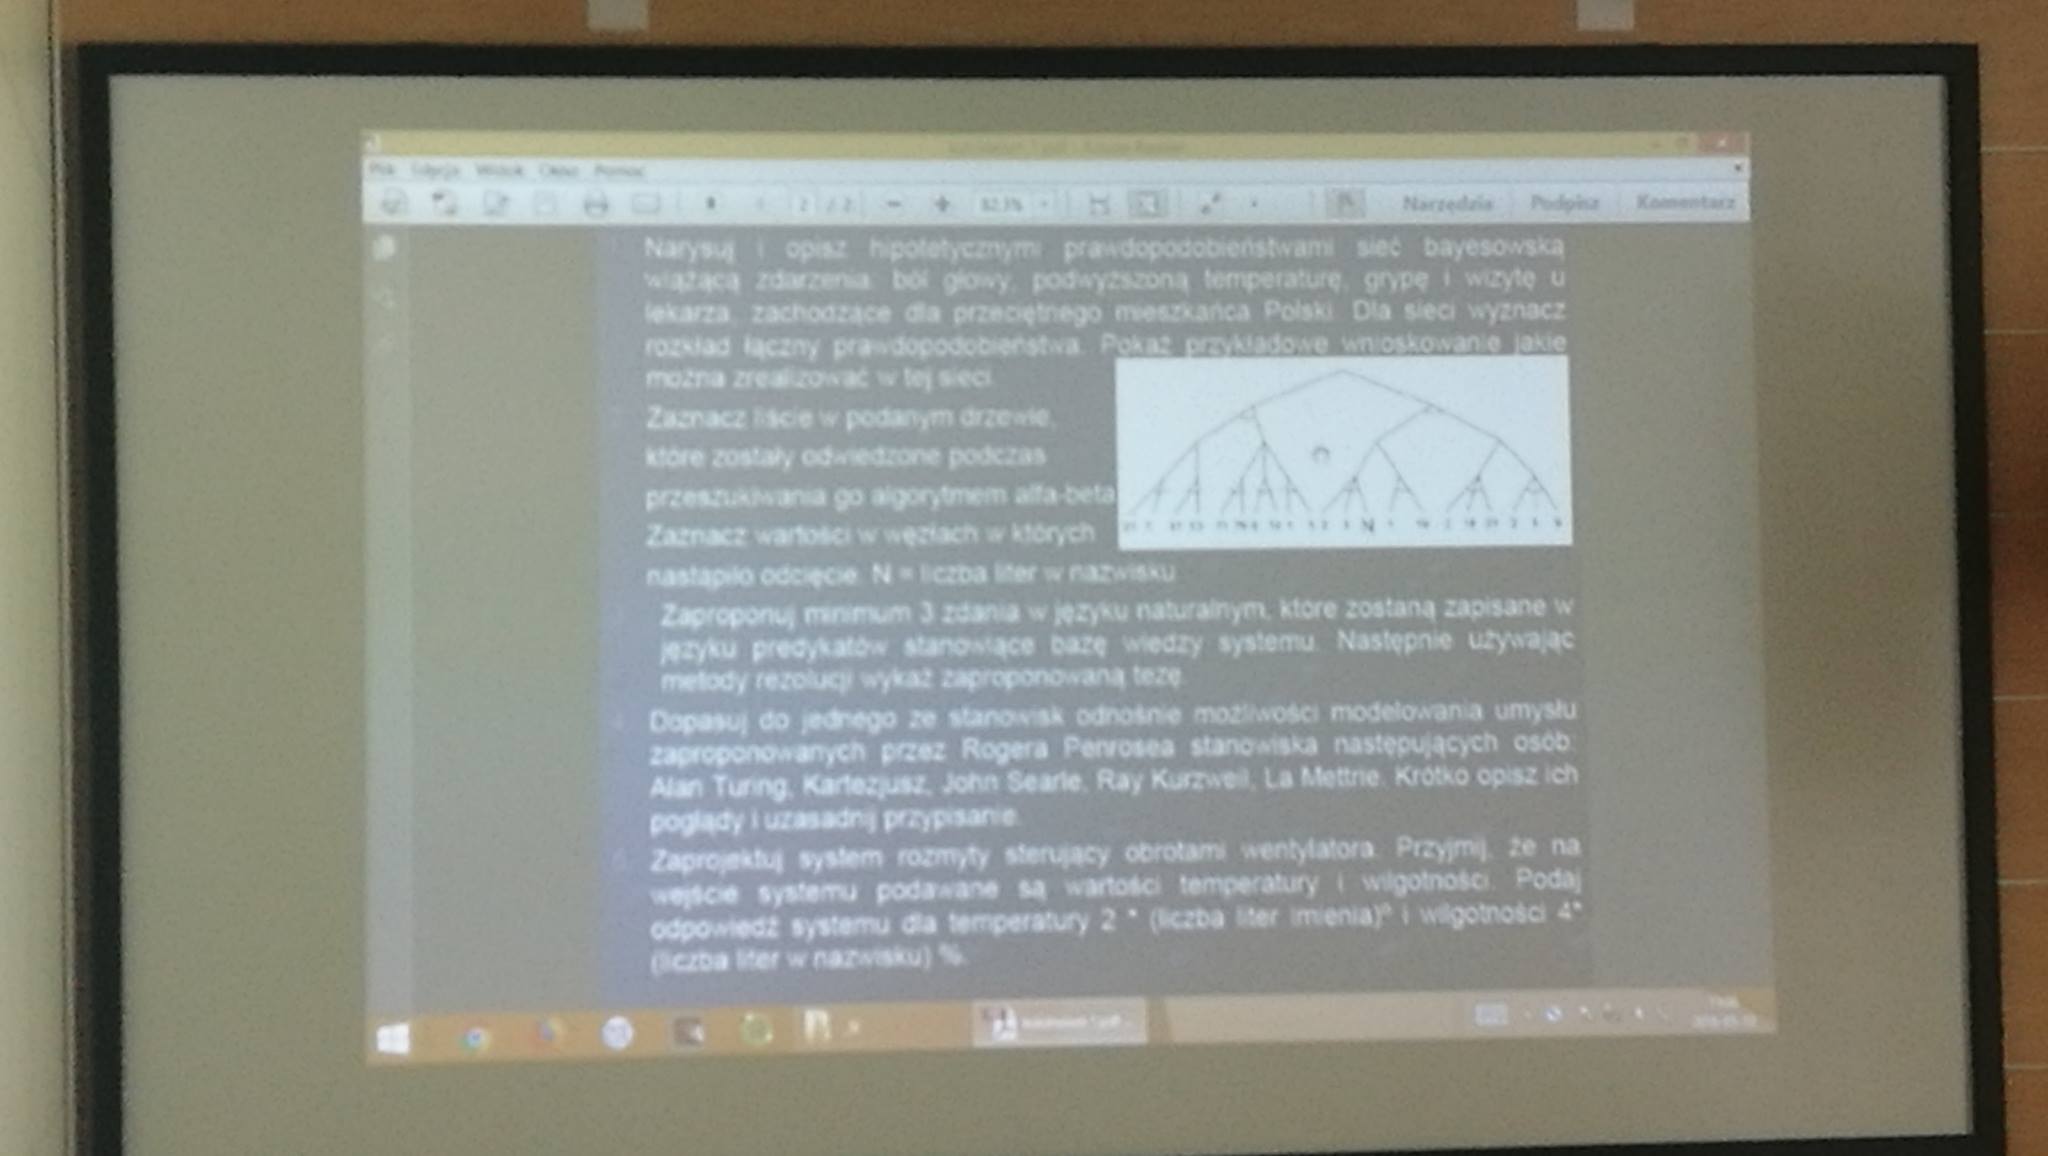 Plik Edycja Widok Okno Pomoc
2 / 2 82,3% Narzędzia Podpisz Komentarz
Narysuj i opisz hipotetycznymi prawdopodobieństwami sieć bayesowską
wiążącą zdarzenia: ból głowy, podwyższoną temperaturę, grypę i wizytę u
lekarza, zachodzące dla przeciętnego mieszkańca Polski. Dla sieci wyznacz
rozkład łączny prawdopodobieństwa. Pokaż przykładowe wnioskowanie jakie
można zrealizować w tej sieci.
Zaznacz liście w podanym drzewie,
które zostały odwiedzone podczas
przeszukiwania go algorytmem alfa-beta
Zaznacz wartości w węzłach w których
nastąpiło odcięcie. N = liczba liter w nazwisku
Zaproponuj minimum 3 zdania w języku naturalnym, które zostaną zapisane w
języku predykatów stanowiące bazę wiedzy systemu. Następnie używając
metody rezolucji wykaż zaproponowaną tezę.
Dopasuj do jednego ze stanowisk odnośnie możliwości modelowania umysłu
zaproponowanych przez Rogera Penrosea stanowiska następujących osób:
Alan Turing, Kartezjusz, John Searle, Ray Kurzweil, La Mettrie. Krótko opisz ich
poglądy i uzasadnij przypisanie.
Zaprojektuj system rozmyty sterujący obrotami wentylatora. Przyjmij, że na
wejście systemu podawane są wartości temperatury i wilgotności. Podaj
odpowiedź systemu dla temperatury 2 * (liczba liter imienia)° i wilgotności 4*
(liczba liter w nazwisku) %.